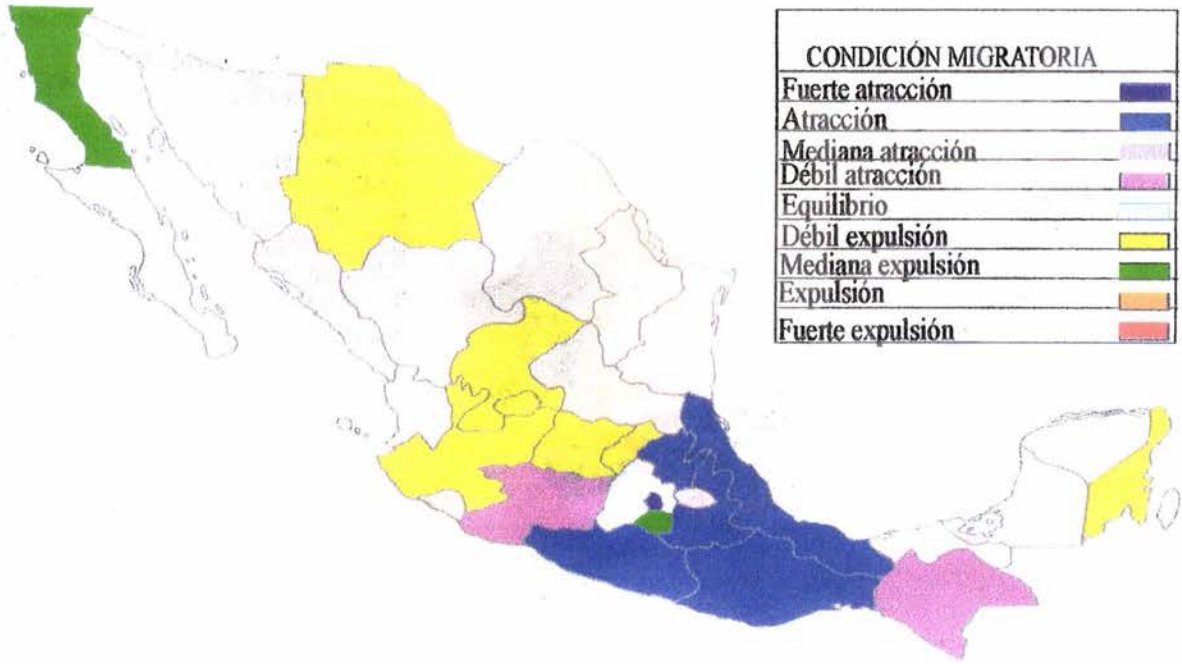 CONDICIÓN MIGRATORIA
Fuerte atracción
Atracción
Mediana atracción
Débil atracción
Equilibrio
Débil expulsión
Mediana expulsión
Expulsión
Fuerte expulsión